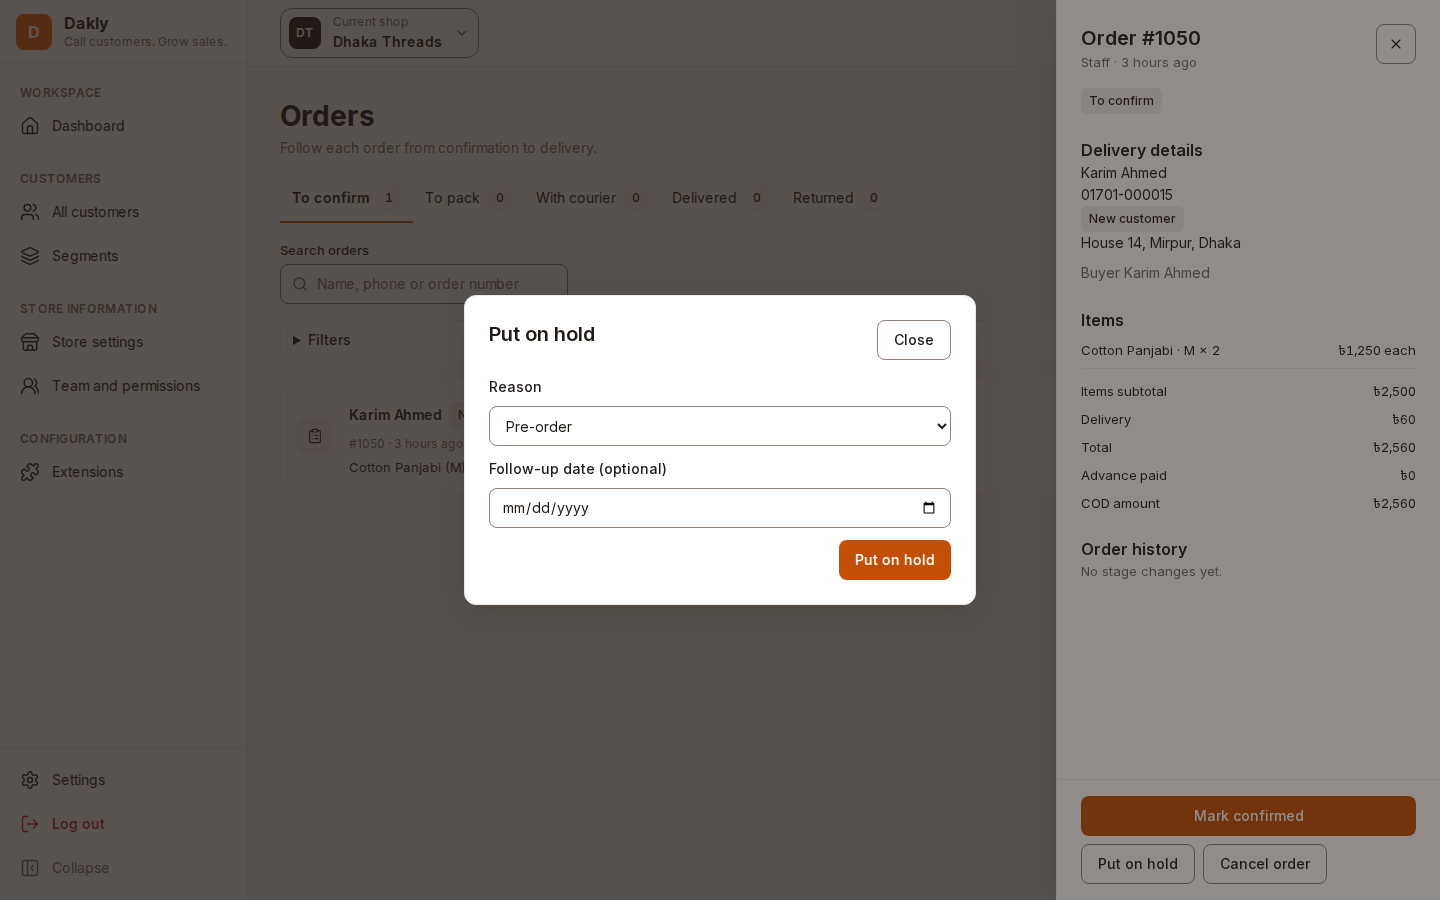 D
Dakly
Call customers. Grow sales.
WORKSPACE
Dashboard
CUSTOMERS
All customers
Segments
STORE INFORMATION
Store settings
Team and permissions
CONFIGURATION
Extensions
Settings
Log out
Collapse
DT
Current shop
Dhaka Threads
Orders
Follow each order from confirmation to delivery.
To confirm 1 To pack 0 With courier 0 Delivered 0 Returned 0
Search orders
Name, phone or order number
Filters
Karim Ahmed
#1050 · 3 hours ago
Cotton Panjabi (M)
Put on hold
Close
Reason
Pre-order
Follow-up date (optional)
mm/dd/yyyy
Put on hold
Order #1050
Staff · 3 hours ago
To confirm
Delivery details
Karim Ahmed
01701-000015
New customer
House 14, Mirpur, Dhaka
Buyer Karim Ahmed
Items
Cotton Panjabi · M × 2 ৳1,250 each
Items subtotal ৳2,500
Delivery ৳60
Total ৳2,560
Advance paid ৳0
COD amount ৳2,560
Order history
No stage changes yet.
Mark confirmed
Put on hold Cancel order